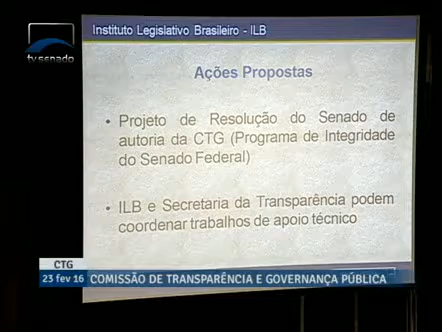 Instituto Legislativo Brasileiro - ILB
tv senado
Ações Propostas
• Projeto de Resolução do Senado de
autoria da CTG (Programa de Integridade
do Senado Federal)
• ILB e Secretaria da Transparência podem
coordenar trabalhos de apoio técnico
CTG
23 fev 16 COMISSÃO DE TRANSPARÊNCIA E GOVERNANÇA PÚBLICA